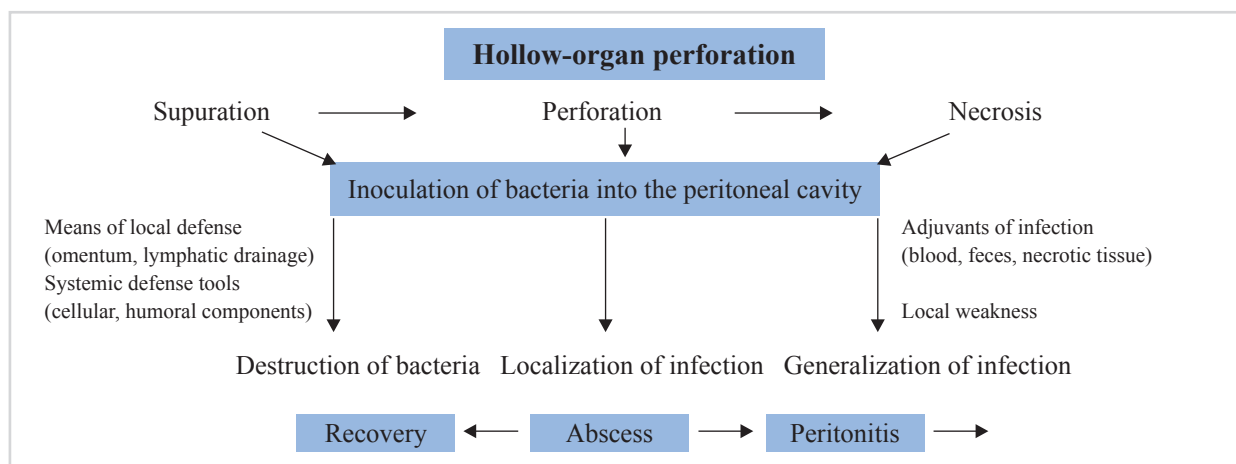 Hollow-organ perforation
Supuration
Perforation
Necrosis
Inoculation of bacteria into the peritoneal cavity
Means of local defense
(omentum, lymphatic drainage)
Systemic defense tools
(cellular, humoral components)
Adjuvants of infection
(blood, feces, necrotic tissue)
Local weakness
Destruction of bacteria
Localization of infection
Generalization of infection
Recovery
Abscess
Peritonitis